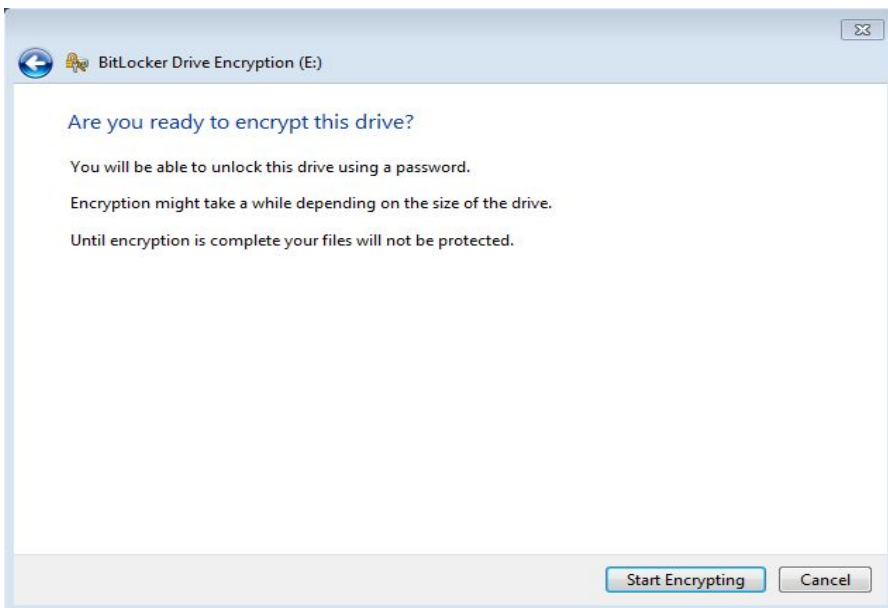 BitLocker Drive Encryption (E:)
Are you ready to encrypt this drive?
You will be able to unlock this drive using a password.
Encryption might take a while depending on the size of the drive.
Until encryption is complete your files will not be protected.
Start Encrypting Cancel